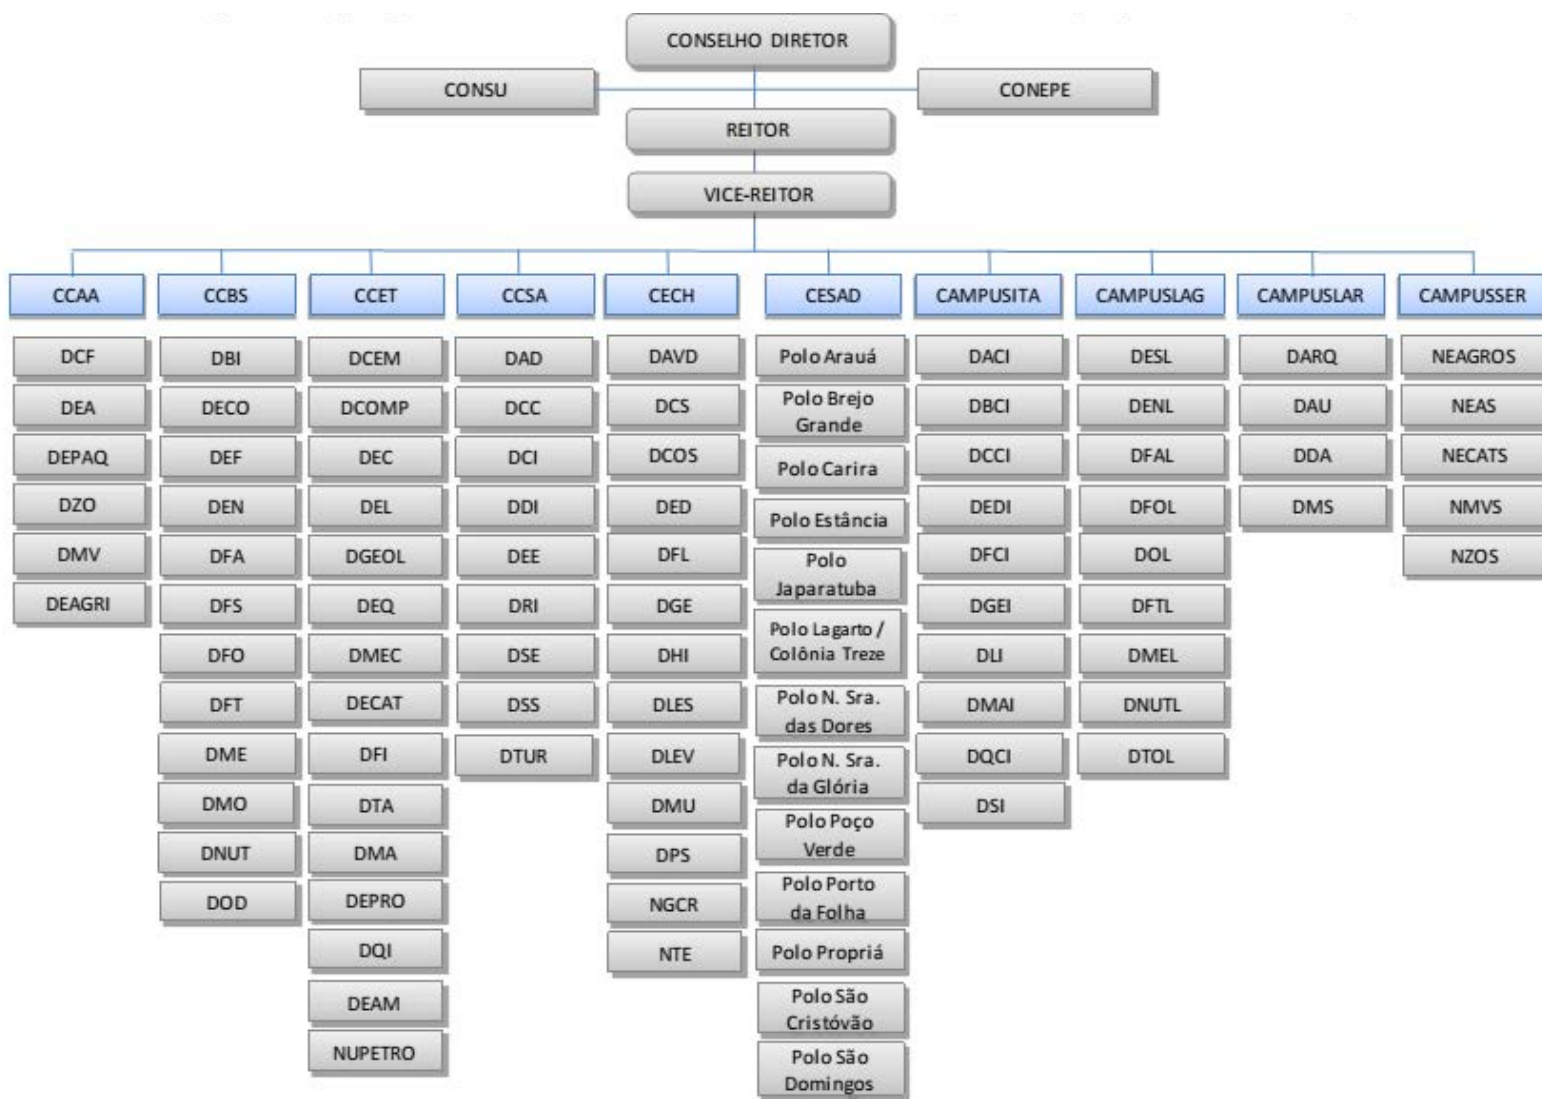 CONSELHO DIRETOR
CONSU
CONEPE
REITOR
VICE-REITOR
CCAA
CCBS
CCET
CCSA
CECH
CESAD
CAMPUSITA
CAMPUSLAG
CAMPUSLAR
CAMPUSSER
DCF
DEA
DEPAQ
DZO
DMV
DEAGRI
DBI
DECO
DEF
DEN
DFA
DFS
DFO
DFT
DME
DMO
DNUT
DOD
DCEM
DCOMP
DEC
DEL
DGEOL
DEQ
DMEC
DECAT
DFI
DTA
DMA
DEPRO
DQI
DEAM
NUPETRO
DAD
DCC
DCI
DDI
DEE
DRI
DSE
DSS
DTUR
DAVD
DCS
DCOS
DED
DFL
DGE
DHI
DLES
DLEV
DMU
DPS
NGCR
NTE
Polo Arauá
Polo Brejo
Grande
Polo Carira
Polo Estância
Polo
Japaratuba
Polo Lagarto /
Colônia Treze
Polo N. Sra.
das Dores
Polo N. Sra.
da Glória
Polo Poço
Verde
Polo Porto
da Folha
Polo Propriá
Polo São
Cristóvão
Polo São
Domingos
DACI
DBCI
DCCI
DEDI
DFCI
DGEI
DLI
DMAI
DQCI
DSI
DESL
DENL
DFAL
DFOL
DOL
DFTL
DMEL
DNUTL
DTOL
DARQ
DAU
DDA
DMS
NEAGROS
NEAS
NECATS
NMVS
NZOS